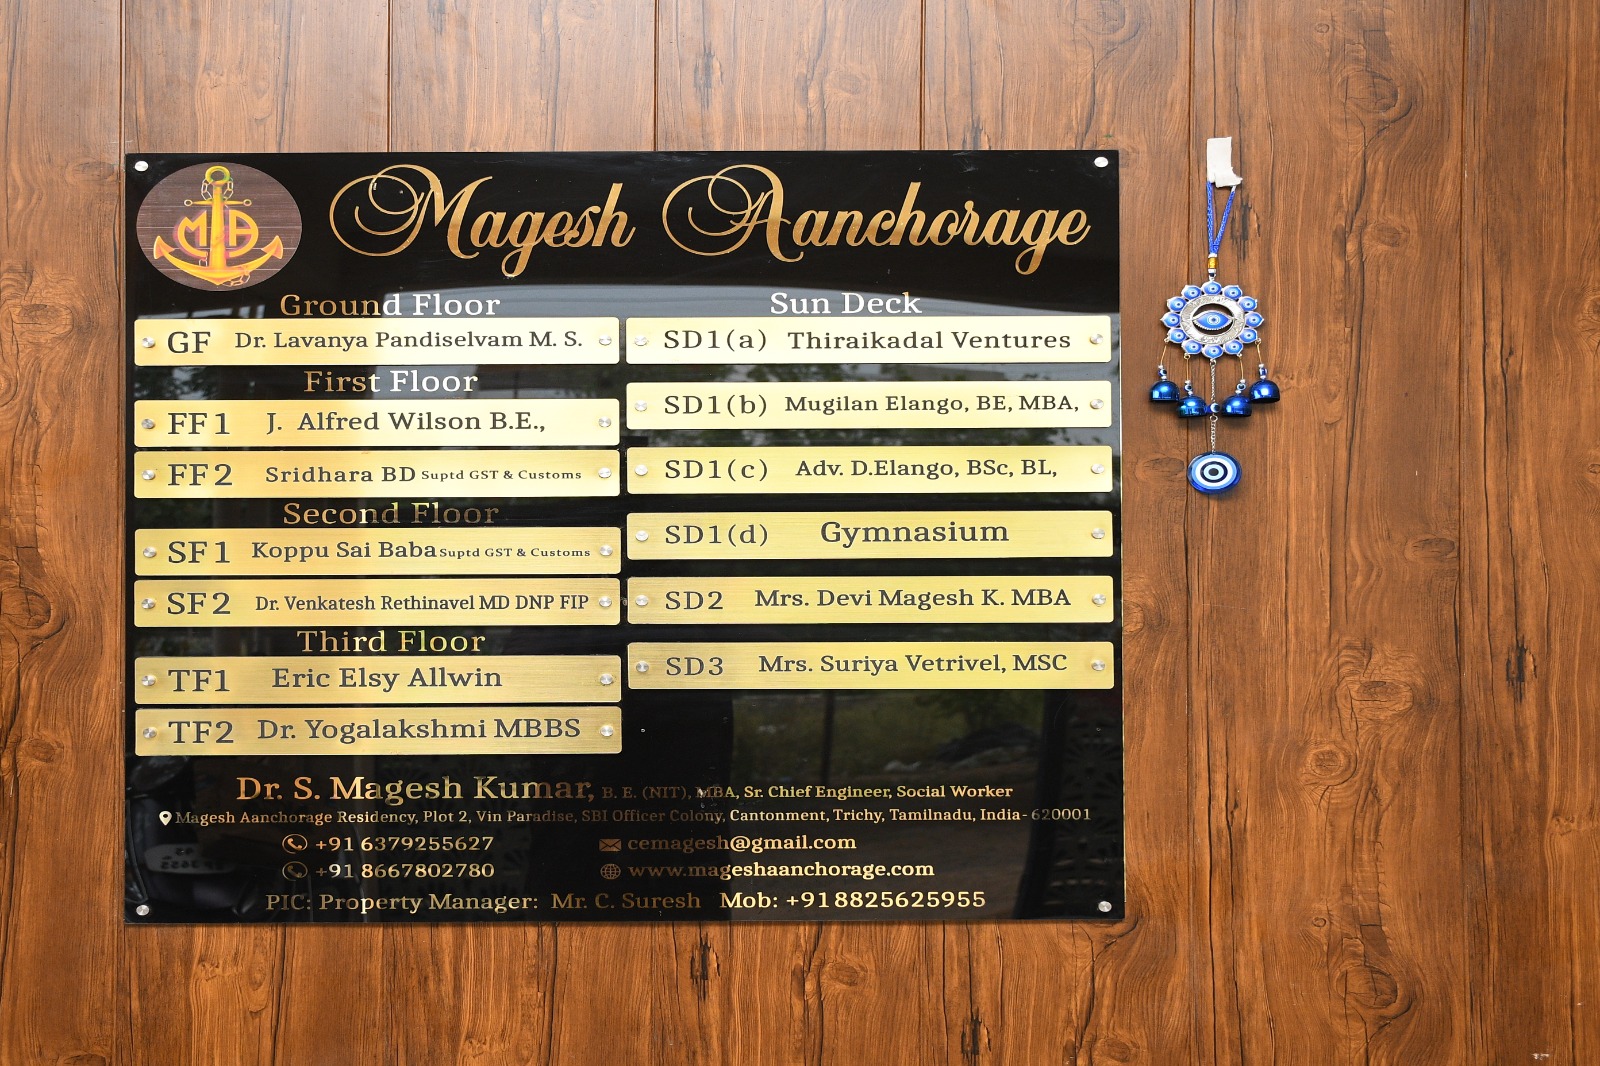 MA
Magesh Aanchorage
Ground Floor
GF Dr. Lavanya Pandiselvam M. S.
First Floor
FF1 J. Alfred Wilson B.E.,
FF2 Sridhara BD Suptd GST & Customs
Second Floor
SF1 Koppu Sai Baba Suptd GST & Customs
SF2 Dr. Venkatesh Rethinavel MD DNP FIP
Third Floor
TF1 Eric Elsy Allwin
TF2 Dr. Yogalakshmi MBBS
Sun Deck
SD1(a) Thiraikadal Ventures
SD1(b) Mugilan Elango, BE, MBA,
SD1(c) Adv. D.Elango, BSc, BL,
SD1(d) Gymnasium
SD2 Mrs. Devi Magesh K. MBA
SD3 Mrs. Suriya Vetrivel, MSC
Dr. S. Magesh Kumar, B. E. (NIT), MBA, Sr. Chief Engineer, Social Worker
Magesh Aanchorage Residency, Plot 2, Vin Paradise, SBI Officer Colony, Cantonment, Trichy, Tamilnadu, India- 620001
+91 6379255627 cemagesh@gmail.com
+91 8667802780 www.mageshaanchorage.com
PIC: Property Manager: Mr. C. Suresh Mob: +91 8825625955